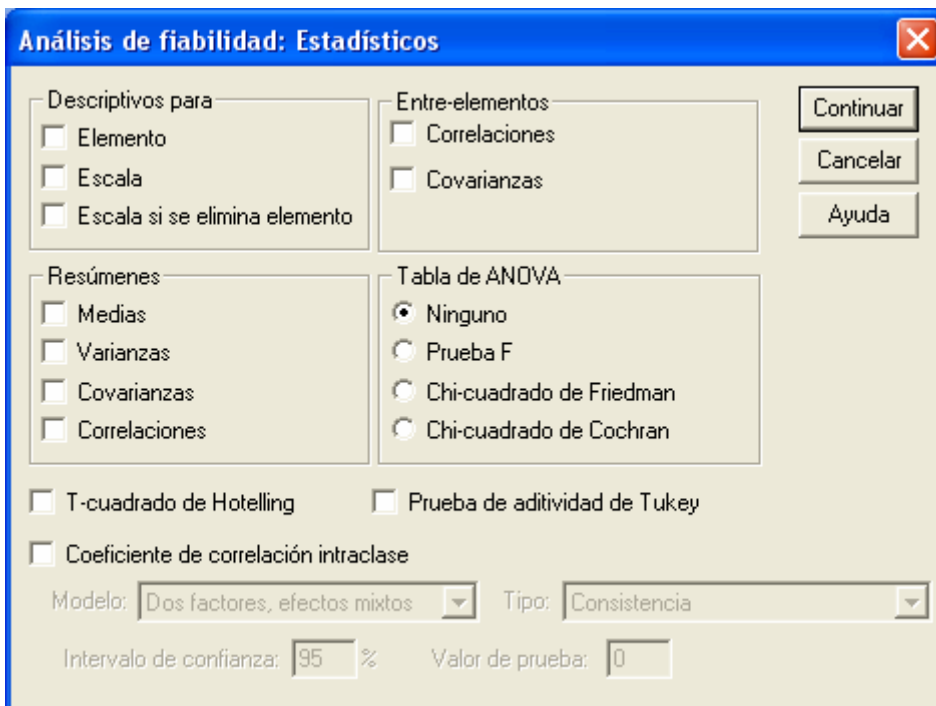 Análisis de fiabilidad: Estadísticos
Descriptivos para
Elemento
Escala
Escala si se elimina elemento
Entre-elementos
Correlaciones
Covarianzas
Continuar
Cancelar
Ayuda
Resúmenes
Medias
Varianzas
Covarianzas
Correlaciones
Tabla de ANOVA
Ninguno
Prueba F
Chi-cuadrado de Friedman
Chi-cuadrado de Cochran
T-cuadrado de Hotelling
Prueba de aditividad de Tukey
Coeficiente de correlación intraclase
Modelo: Dos factores, efectos mixtos Tipo: Consistencia
Intervalo de confianza: 95 % Valor de prueba: 0